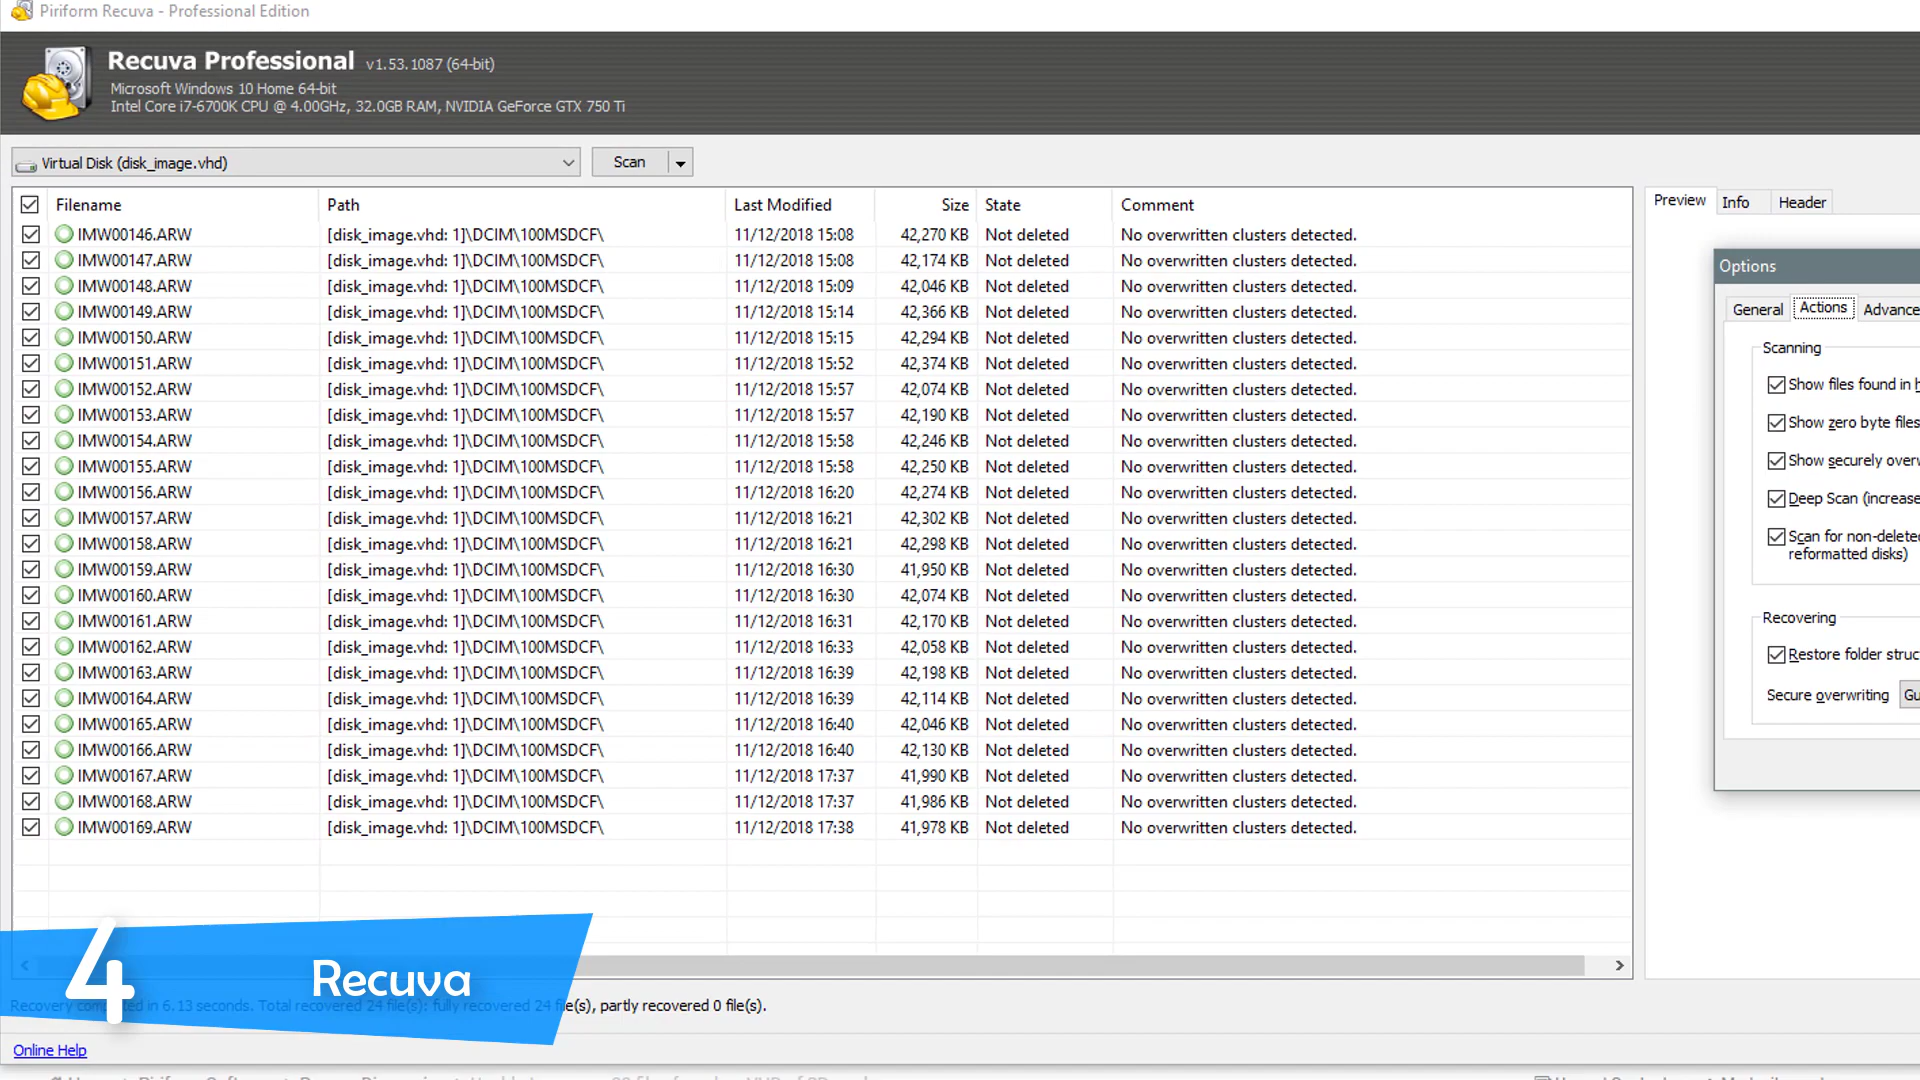 Piriform Recuva - Professional Edition
Recuva Professional v1.53.1087 (64-bit)
Microsoft Windows 10 Home 64-bit
Intel Core i7-6700K CPU @ 4.00GHz, 32.0GB RAM, NVIDIA GeForce GTX 750 Ti
Virtual Disk (disk_image.vhd) Scan
Filename Path Last Modified Size State Comment
IMW00146.ARW [disk_image.vhd: 1]\DCIM\100MSDCF\ 11/12/2018 15:08 42,270 KB Not deleted No overwritten clusters detected.
IMW00147.ARW [disk_image.vhd: 1]\DCIM\100MSDCF\ 11/12/2018 15:08 42,174 KB Not deleted No overwritten clusters detected.
IMW00148.ARW [disk_image.vhd: 1]\DCIM\100MSDCF\ 11/12/2018 15:09 42,046 KB Not deleted No overwritten clusters detected.
IMW00149.ARW [disk_image.vhd: 1]\DCIM\100MSDCF\ 11/12/2018 15:14 42,366 KB Not deleted No overwritten clusters detected.
IMW00150.ARW [disk_image.vhd: 1]\DCIM\100MSDCF\ 11/12/2018 15:15 42,294 KB Not deleted No overwritten clusters detected.
IMW00151.ARW [disk_image.vhd: 1]\DCIM\100MSDCF\ 11/12/2018 15:52 42,374 KB Not deleted No overwritten clusters detected.
IMW00152.ARW [disk_image.vhd: 1]\DCIM\100MSDCF\ 11/12/2018 15:57 42,074 KB Not deleted No overwritten clusters detected.
IMW00153.ARW [disk_image.vhd: 1]\DCIM\100MSDCF\ 11/12/2018 15:57 42,190 KB Not deleted No overwritten clusters detected.
IMW00154.ARW [disk_image.vhd: 1]\DCIM\100MSDCF\ 11/12/2018 15:58 42,246 KB Not deleted No overwritten clusters detected.
IMW00155.ARW [disk_image.vhd: 1]\DCIM\100MSDCF\ 11/12/2018 15:58 42,250 KB Not deleted No overwritten clusters detected.
IMW00156.ARW [disk_image.vhd: 1]\DCIM\100MSDCF\ 11/12/2018 16:20 42,274 KB Not deleted No overwritten clusters detected.
IMW00157.ARW [disk_image.vhd: 1]\DCIM\100MSDCF\ 11/12/2018 16:21 42,302 KB Not deleted No overwritten clusters detected.
IMW00158.ARW [disk_image.vhd: 1]\DCIM\100MSDCF\ 11/12/2018 16:21 42,298 KB Not deleted No overwritten clusters detected.
IMW00159.ARW [disk_image.vhd: 1]\DCIM\100MSDCF\ 11/12/2018 16:30 41,950 KB Not deleted No overwritten clusters detected.
IMW00160.ARW [disk_image.vhd: 1]\DCIM\100MSDCF\ 11/12/2018 16:30 42,074 KB Not deleted No overwritten clusters detected.
IMW00161.ARW [disk_image.vhd: 1]\DCIM\100MSDCF\ 11/12/2018 16:31 42,170 KB Not deleted No overwritten clusters detected.
IMW00162.ARW [disk_image.vhd: 1]\DCIM\100MSDCF\ 11/12/2018 16:33 42,058 KB Not deleted No overwritten clusters detected.
IMW00163.ARW [disk_image.vhd: 1]\DCIM\100MSDCF\ 11/12/2018 16:39 42,198 KB Not deleted No overwritten clusters detected.
IMW00164.ARW [disk_image.vhd: 1]\DCIM\100MSDCF\ 11/12/2018 16:39 42,114 KB Not deleted No overwritten clusters detected.
IMW00165.ARW [disk_image.vhd: 1]\DCIM\100MSDCF\ 11/12/2018 16:40 42,046 KB Not deleted No overwritten clusters detected.
IMW00166.ARW [disk_image.vhd: 1]\DCIM\100MSDCF\ 11/12/2018 16:40 42,130 KB Not deleted No overwritten clusters detected.
IMW00167.ARW [disk_image.vhd: 1]\DCIM\100MSDCF\ 11/12/2018 17:37 41,990 KB Not deleted No overwritten clusters detected.
IMW00168.ARW [disk_image.vhd: 1]\DCIM\100MSDCF\ 11/12/2018 17:37 41,986 KB Not deleted No overwritten clusters detected.
IMW00169.ARW [disk_image.vhd: 1]\DCIM\100MSDCF\ 11/12/2018 17:38 41,978 KB Not deleted No overwritten clusters detected.
Preview Info Header
Options
General Actions Advance
Scanning
Show files found in h
Show zero byte files
Show securely overw
Deep Scan (increase
Scan for non-delete
reformatted disks)
Recovering
Restore folder struc
Secure overwriting Gu
4 Recuva
Recovery in 6.13 seconds. Total recovered 24 file(s): fully recovered 24 file(s), partly recovered 0 file(s).
Online Help